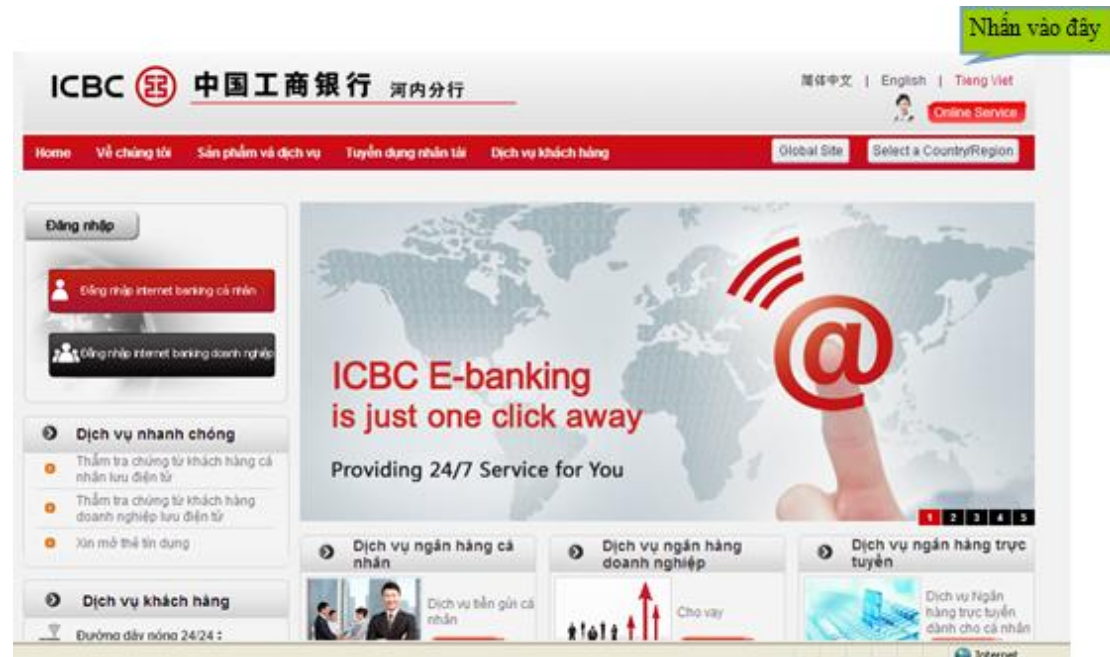 Nhấn vào đây
ICBC 中国工商银行 河内分行
简体中文 | English | Tieng Viet
Online Service
Home Về chúng tôi Sản phẩm và dịch vụ Tuyển dụng nhân tài Dịch vụ khách hàng Global Site Select a Country/Region
Đăng nhập
Đăng nhập internet banking cá nhân
Đăng nhập internet banking doanh nghiệp
ICBC E-banking
is just one click away
Providing 24/7 Service for You
1 2 3 4 5
Dịch vụ nhanh chóng
Thẩm tra chứng từ khách hàng cá
nhân lưu điện tử
Thẩm tra chứng từ khách hàng
doanh nghiệp lưu điện tử
Xin mở thẻ tín dụng
Dịch vụ khách hàng
Đường dây nóng 24/24 :
Dịch vụ ngân hàng cá
nhân
Dịch vụ tiền gửi cá
nhân
Dịch vụ ngân hàng
doanh nghiệp
Cho vay
Dịch vụ ngân hàng trực
tuyến
Dịch vụ Ngân
hàng trực tuyến
dành cho cá nhân
Internet